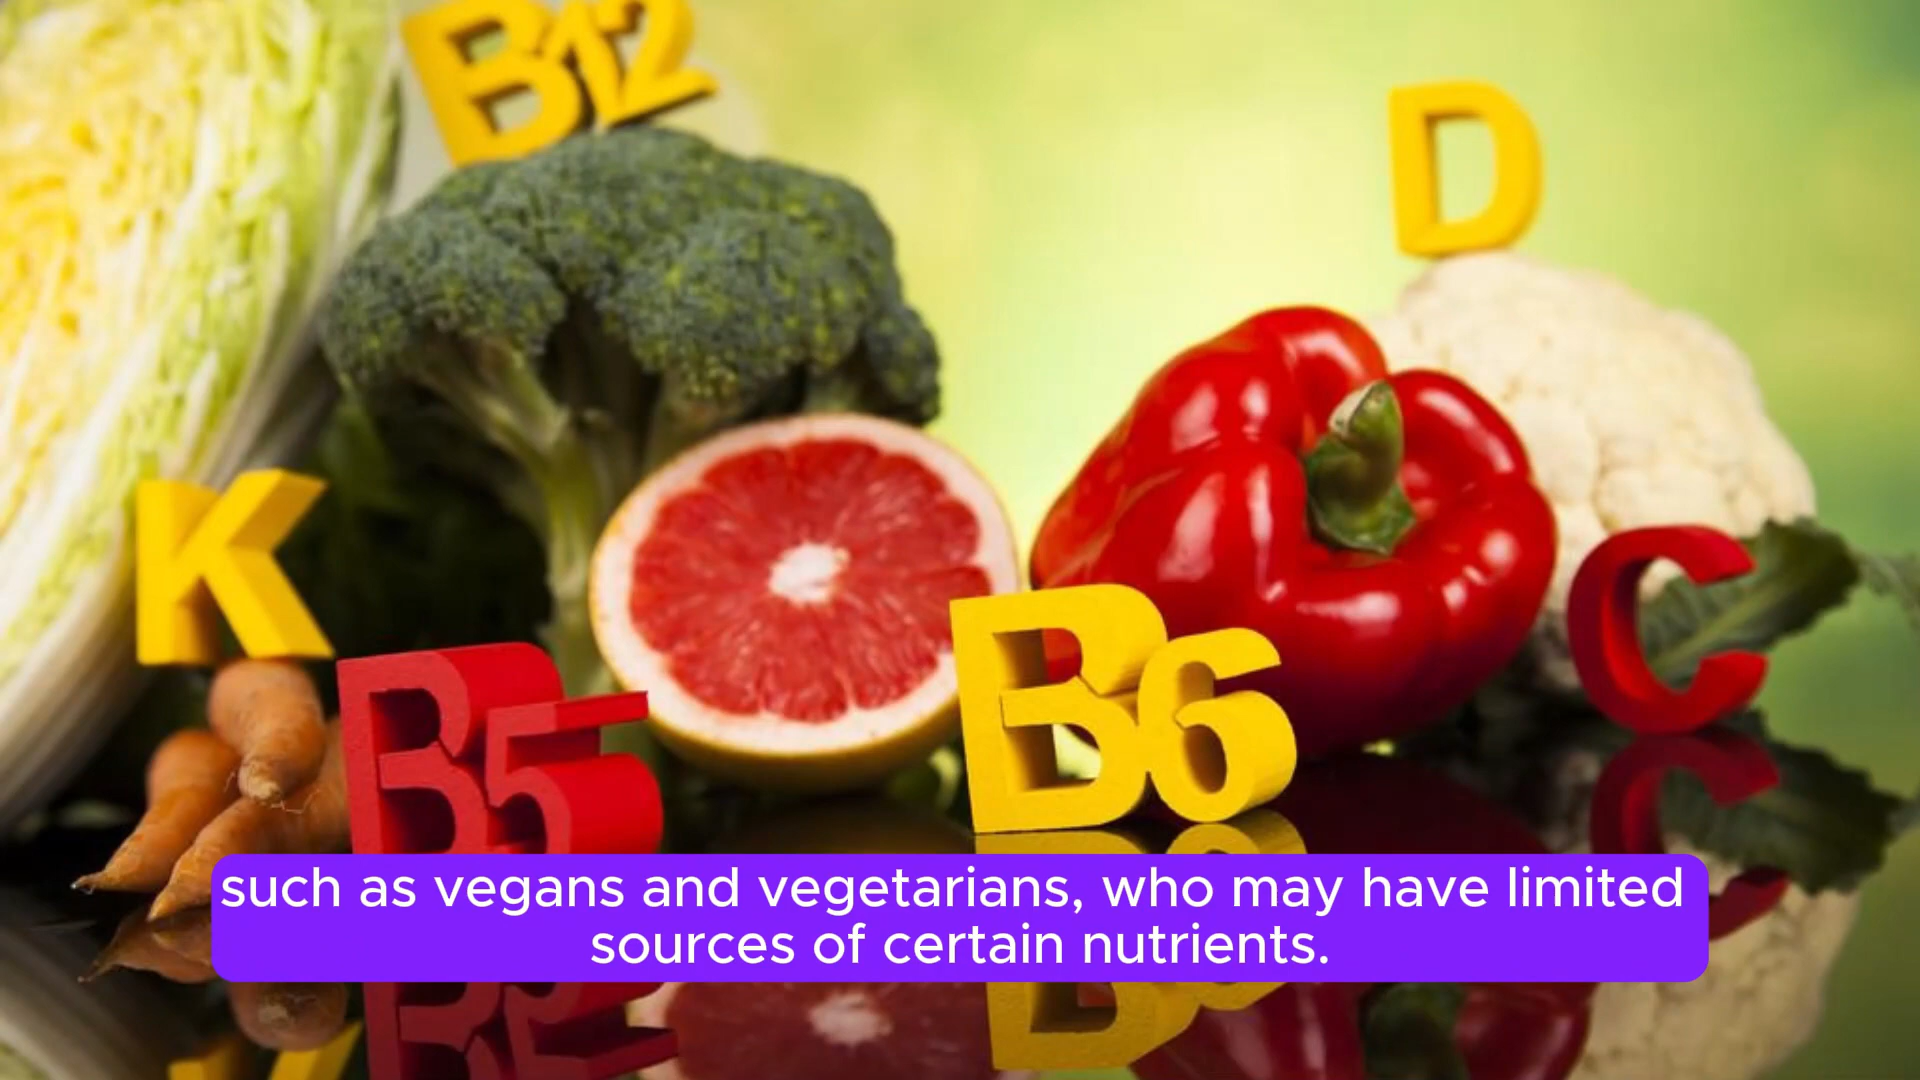 B12
D
K
B5
B6
C
such as vegans and vegetarians, who may have limited
sources of certain nutrients.